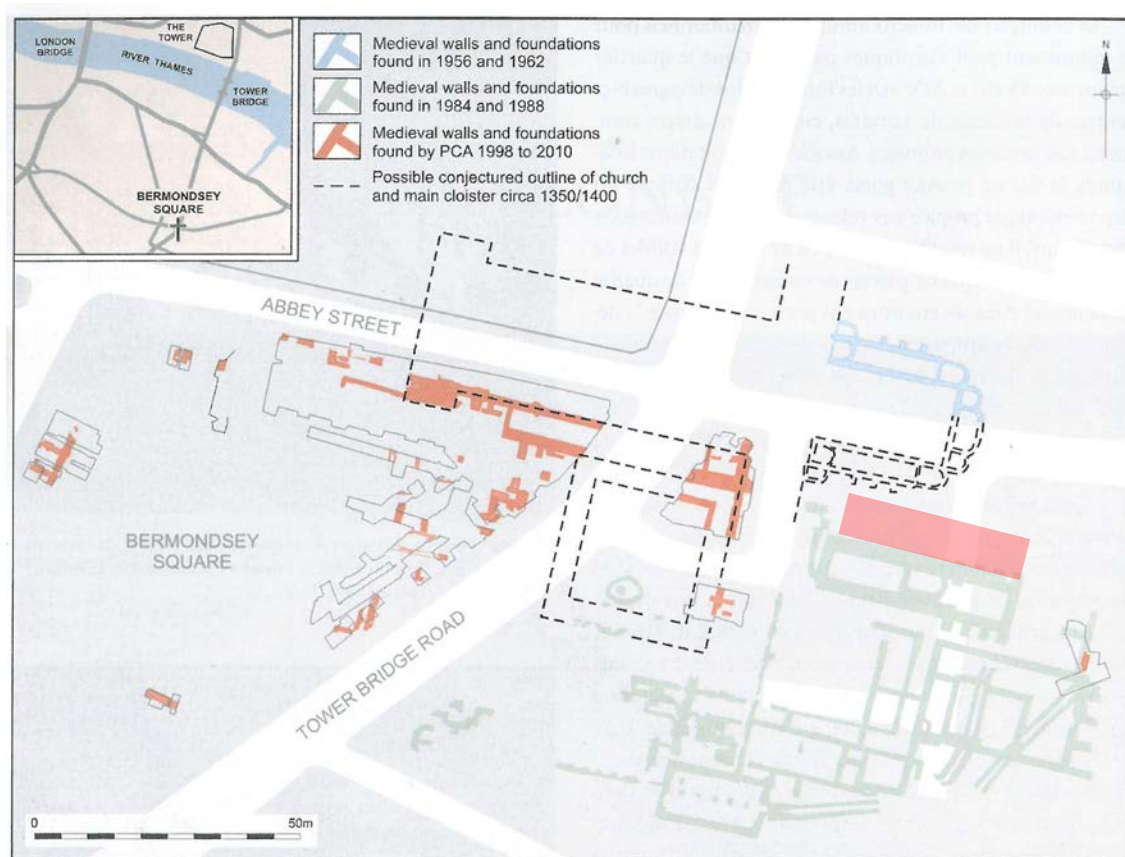 THE
TOWER
LONDON
BRIDGE
RIVER THAMES
TOWER
BRIDGE
BERMONDSEY
SQUARE
Medieval walls and foundations
found in 1956 and 1962
Medieval walls and foundations
found in 1984 and 1988
Medieval walls and foundations
found by PCA 1998 to 2010
Possible conjectured outline of church
and main cloister circa 1350/1400
N
ABBEY STREET
BERMONDSEY
SQUARE
TOWER BRIDGE ROAD
0
50m